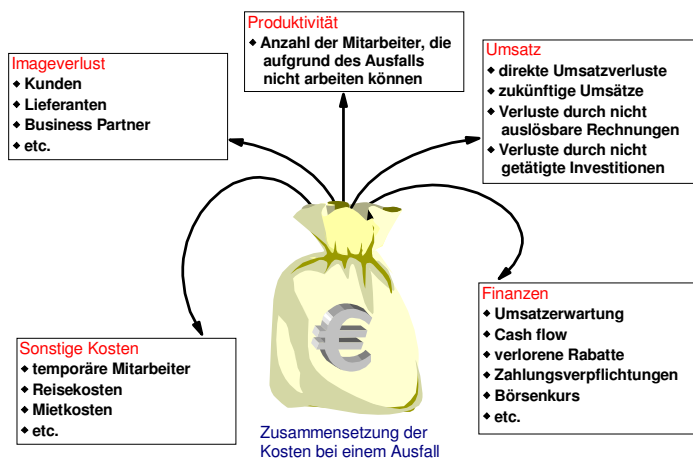 Produktivität
◆ Anzahl der Mitarbeiter, die
aufgrund des Ausfalls
nicht arbeiten können
Imageverlust
◆ Kunden
◆ Lieferanten
◆ Business Partner
◆ etc.
Umsatz
◆ direkte Umsatzverluste
◆ zukünftige Umsätze
◆ Verluste durch nicht
auslösbare Rechnungen
◆ Verluste durch nicht
getätigte Investitionen
Sonstige Kosten
◆ temporäre Mitarbeiter
◆ Reisekosten
◆ Mietkosten
◆ etc.
€
Finanzen
◆ Umsatzerwartung
◆ Cash flow
◆ verlorene Rabatte
◆ Zahlungsverpflichtungen
◆ Börsenkurs
◆ etc.
Zusammensetzung der
Kosten bei einem Ausfall